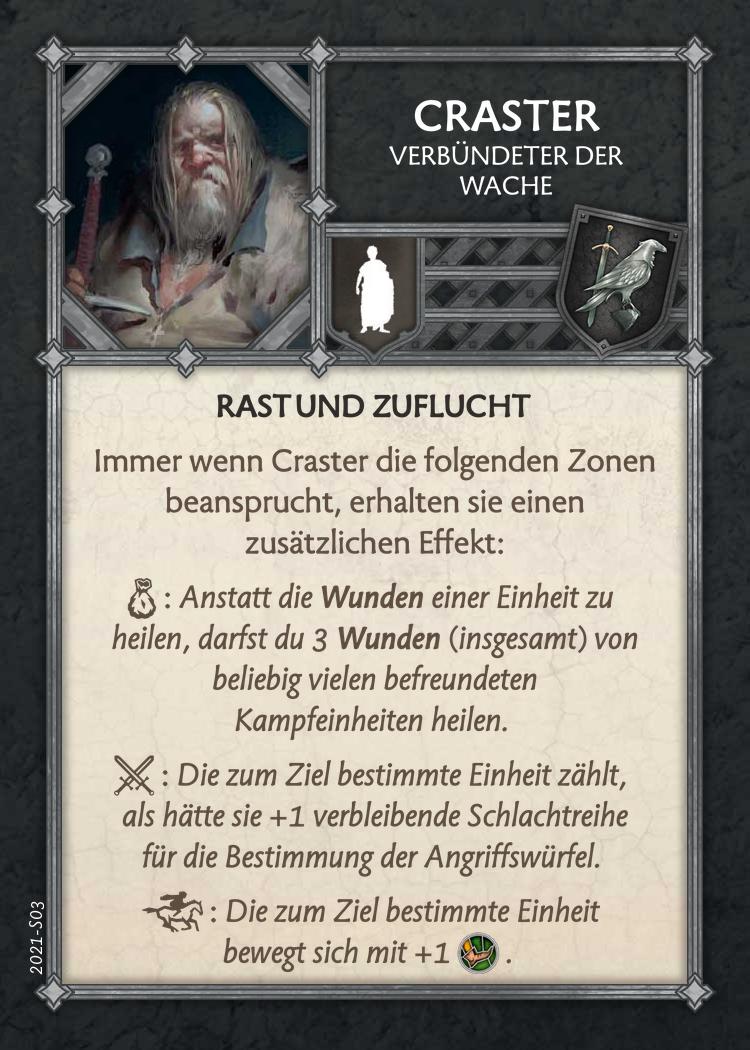 CRASTER
VERBÜNDETER DER
WACHE
RAST UND ZUFLUCHT
Immer wenn Craster die folgenden Zonen
beansprucht, erhalten sie einen
zusätzlichen Effekt:
: Anstatt die Wunden einer Einheit zu
heilen, darfst du 3 Wunden (insgesamt) von
beliebig vielen befreundeten
Kampfeinheiten heilen.
: Die zum Ziel bestimmte Einheit zählt,
als hätte sie +1 verbleibende Schlachtreihe
für die Bestimmung der Angriffswürfel.
: Die zum Ziel bestimmte Einheit
bewegt sich mit +1 .
2021-S03